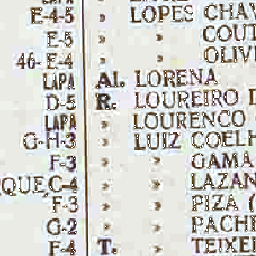 E-4-5 » LOPES CHAV
E-5 » » COUT
46- E-4 » » OLIVI
LAPA Al. LORENA
D-5 R. LOUREIRO D
LAPA » LOURENCO
G-H-3 » LUIZ COELH
F-3 » » GAMA
QUE C-4 » » LAZAN
F-3 » » PIZA (
G-2 » » PACHE
F-4 T. » TEIXEI